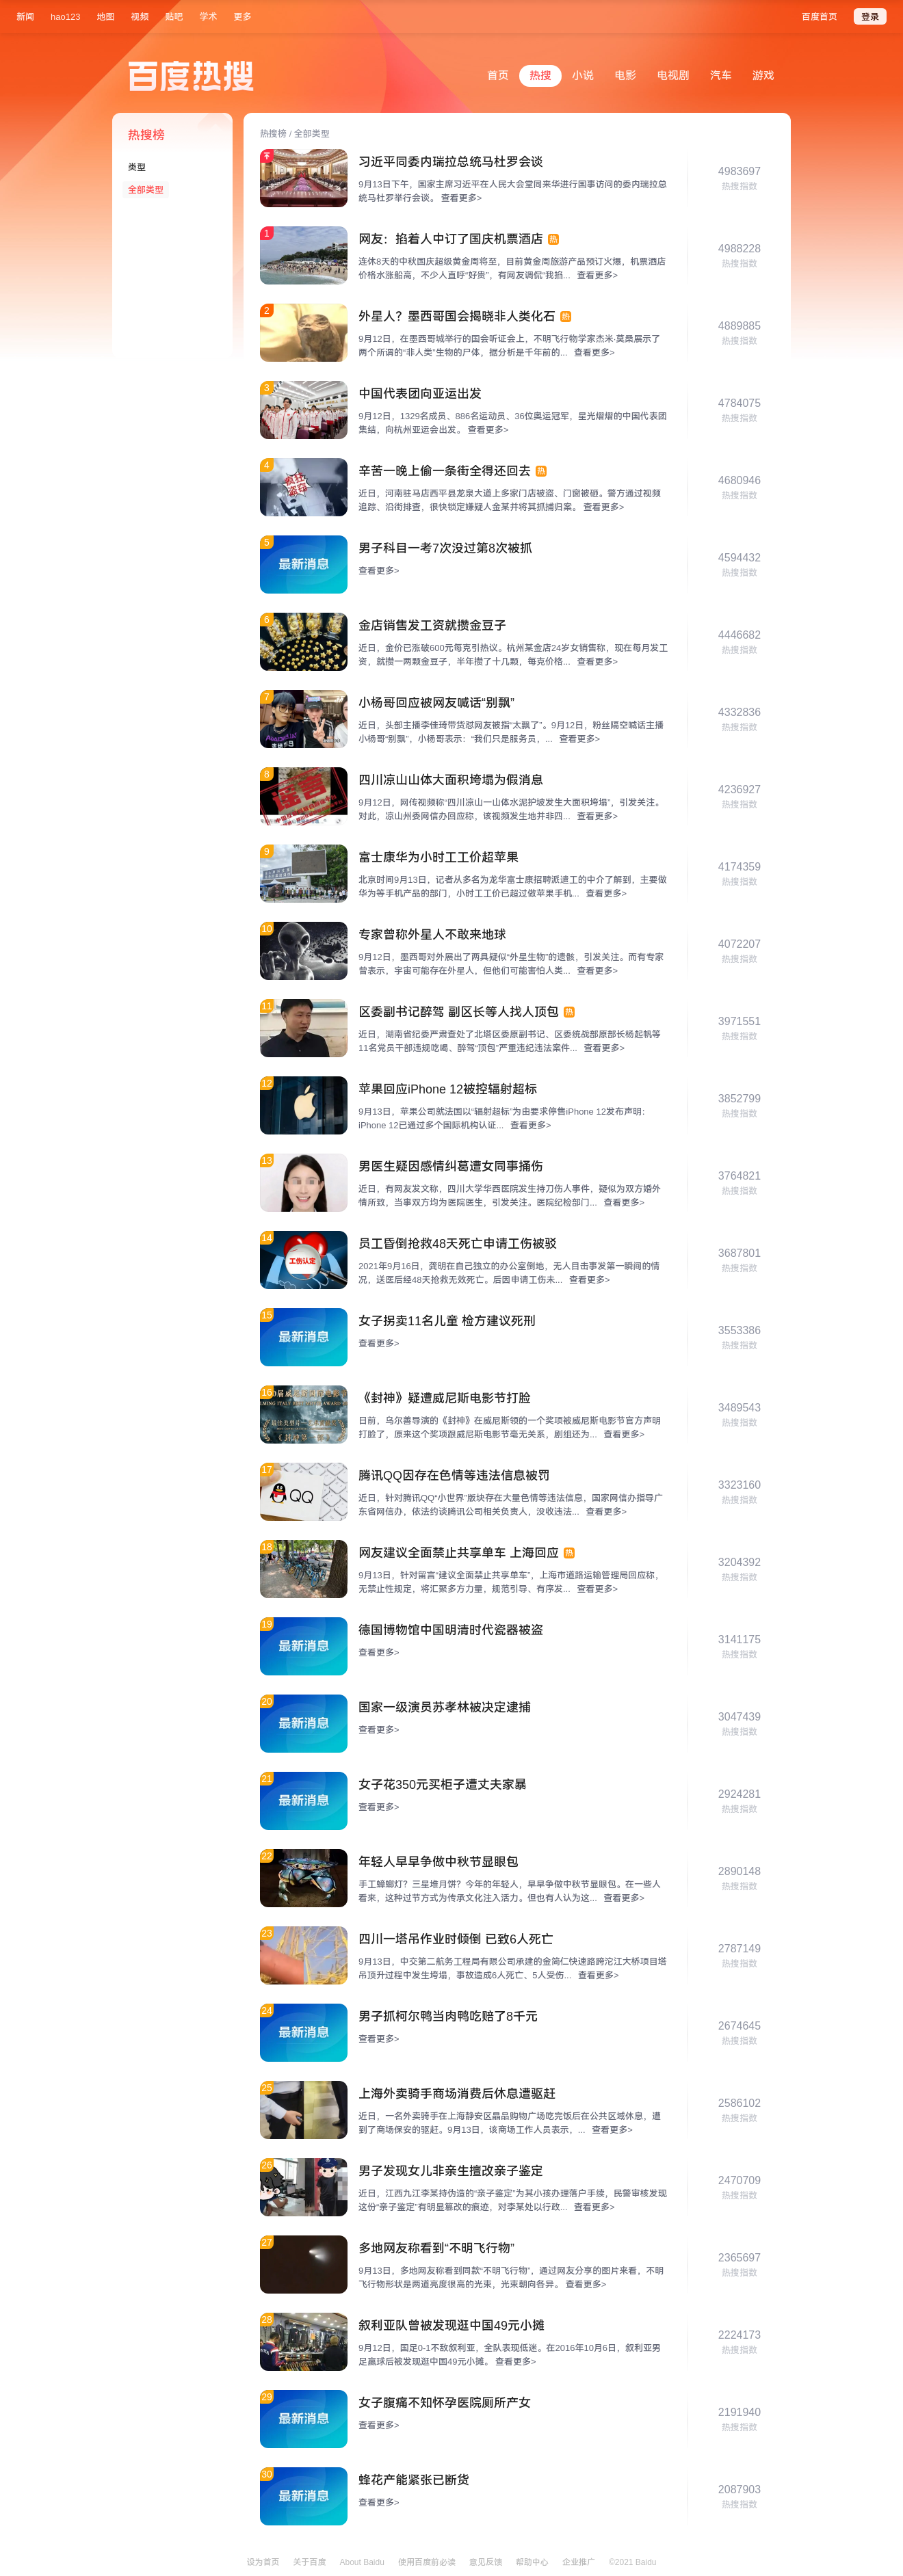 新闻 hao123 地图 视频 贴吧 学术 更多 百度首页 登录
百度热搜
首页 热搜 小说 电影 电视剧 汽车 游戏
热搜榜
类型
全部类型
热搜榜 / 全部类型
习近平同委内瑞拉总统马杜罗会谈
9月13日下午，国家主席习近平在人民大会堂同来华进行国事访问的委内瑞拉总
统马杜罗举行会谈。 查看更多>
4983697
热搜指数
1
网友：掐着人中订了国庆机票酒店 热
连休8天的中秋国庆超级黄金周将至，目前黄金周旅游产品预订火爆，机票酒店
价格水涨船高，不少人直呼“好贵”，有网友调侃“我掐... 查看更多>
4988228
热搜指数
2
外星人？墨西哥国会揭晓非人类化石 热
9月12日，在墨西哥城举行的国会听证会上，不明飞行物学家杰米·莫桑展示了
两个所谓的“非人类”生物的尸体，据分析是千年前的... 查看更多>
4889885
热搜指数
3
中国代表团向亚运出发
9月12日，1329名成员、886名运动员、36位奥运冠军，星光熠熠的中国代表团
集结，向杭州亚运会出发。 查看更多>
4784075
热搜指数
4
辛苦一晚上偷一条街全得还回去 热
近日，河南驻马店西平县龙泉大道上多家门店被盗、门窗被砸。警方通过视频
追踪、沿街排查，很快锁定嫌疑人金某并将其抓捕归案。 查看更多>
4680946
热搜指数
疯狂
盗窃
5
最新消息
男子科目一考7次没过第8次被抓
查看更多>
4594432
热搜指数
6
金店销售发工资就攒金豆子
近日，金价已涨破600元每克引热议。杭州某金店24岁女销售称，现在每月发工
资，就攒一两颗金豆子，半年攒了十几颗，每克价格... 查看更多>
4446682
热搜指数
7
小杨哥回应被网友喊话“别飘”
近日，头部主播李佳琦带货怼网友被指“太飘了”。9月12日，粉丝隔空喊话主播
小杨哥“别飘”，小杨哥表示：“我们只是服务员，... 查看更多>
4332836
热搜指数
8
四川凉山山体大面积垮塌为假消息
9月12日，网传视频称“四川凉山一山体水泥护坡发生大面积垮塌”，引发关注。
对此，凉山州委网信办回应称，该视频发生地并非四... 查看更多>
4236927
热搜指数
9
富士康华为小时工工价超苹果
北京时间9月13日，记者从多名为龙华富士康招聘派遣工的中介了解到，主要做
华为等手机产品的部门，小时工工价已超过做苹果手机... 查看更多>
4174359
热搜指数
10
专家曾称外星人不敢来地球
9月12日，墨西哥对外展出了两具疑似“外星生物”的遗骸，引发关注。而有专家
曾表示，宇宙可能存在外星人，但他们可能害怕人类... 查看更多>
4072207
热搜指数
11
区委副书记醉驾 副区长等人找人顶包 热
近日，湖南省纪委严肃查处了北塔区委原副书记、区委统战部原部长杨起帆等
11名党员干部违规吃喝、醉驾“顶包”严重违纪违法案件... 查看更多>
3971551
热搜指数
12
苹果回应iPhone 12被控辐射超标
9月13日，苹果公司就法国以“辐射超标”为由要求停售iPhone 12发布声明：
iPhone 12已通过多个国际机构认证... 查看更多>
3852799
热搜指数
13
男医生疑因感情纠葛遭女同事捅伤
近日，有网友发文称，四川大学华西医院发生持刀伤人事件，疑似为双方婚外
情所致，当事双方均为医院医生，引发关注。医院纪检部门... 查看更多>
3764821
热搜指数
14
工伤认定
员工昏倒抢救48天死亡申请工伤被驳
2021年9月16日，龚明在自己独立的办公室倒地，无人目击事发第一瞬间的情
况，送医后经48天抢救无效死亡。后因申请工伤未... 查看更多>
3687801
热搜指数
15
最新消息
女子拐卖11名儿童 检方建议死刑
查看更多>
3553386
热搜指数
16
《封神》疑遭威尼斯电影节打脸
日前，乌尔善导演的《封神》在威尼斯领的一个奖项被威尼斯电影节官方声明
打脸了，原来这个奖项跟威尼斯电影节毫无关系，剧组还为... 查看更多>
3489543
热搜指数
17
QQ
腾讯QQ因存在色情等违法信息被罚
近日，针对腾讯QQ“小世界”版块存在大量色情等违法信息，国家网信办指导广
东省网信办，依法约谈腾讯公司相关负责人，没收违法... 查看更多>
3323160
热搜指数
18
网友建议全面禁止共享单车 上海回应 热
9月13日，针对留言“建议全面禁止共享单车”，上海市道路运输管理局回应称，
无禁止性规定，将汇聚多方力量，规范引导、有序发... 查看更多>
3204392
热搜指数
19
最新消息
德国博物馆中国明清时代瓷器被盗
查看更多>
3141175
热搜指数
20
最新消息
国家一级演员苏孝林被决定逮捕
查看更多>
3047439
热搜指数
21
最新消息
女子花350元买柜子遭丈夫家暴
查看更多>
2924281
热搜指数
22
年轻人早早争做中秋节显眼包
手工蟑螂灯？三星堆月饼？今年的年轻人，早早争做中秋节显眼包。在一些人
看来，这种过节方式为传承文化注入活力。但也有人认为这... 查看更多>
2890148
热搜指数
23
四川一塔吊作业时倾倒 已致6人死亡
9月13日，中交第二航务工程局有限公司承建的金简仁快速路跨沱江大桥项目塔
吊顶升过程中发生垮塌，事故造成6人死亡、5人受伤... 查看更多>
2787149
热搜指数
24
最新消息
男子抓柯尔鸭当肉鸭吃赔了8千元
查看更多>
2674645
热搜指数
25
上海外卖骑手商场消费后休息遭驱赶
近日，一名外卖骑手在上海静安区晶品购物广场吃完饭后在公共区域休息，遭
到了商场保安的驱赶。9月13日，该商场工作人员表示，... 查看更多>
2586102
热搜指数
26
男子发现女儿非亲生擅改亲子鉴定
近日，江西九江李某持伪造的“亲子鉴定”为其小孩办理落户手续，民警审核发现
这份“亲子鉴定”有明显篡改的痕迹，对李某处以行政... 查看更多>
2470709
热搜指数
27
多地网友称看到“不明飞行物”
9月13日，多地网友称看到同款“不明飞行物”，通过网友分享的图片来看，不明
飞行物形状是两道亮度很高的光束，光束朝向各异。 查看更多>
2365697
热搜指数
28
叙利亚队曾被发现逛中国49元小摊
9月12日，国足0-1不敌叙利亚，全队表现低迷。在2016年10月6日，叙利亚男
足赢球后被发现逛中国49元小摊。 查看更多>
2224173
热搜指数
29
最新消息
女子腹痛不知怀孕医院厕所产女
查看更多>
2191940
热搜指数
30
最新消息
蜂花产能紧张已断货
查看更多>
2087903
热搜指数
设为首页 关于百度 About Baidu 使用百度前必读 意见反馈 帮助中心 企业推广 ©2021 Baidu